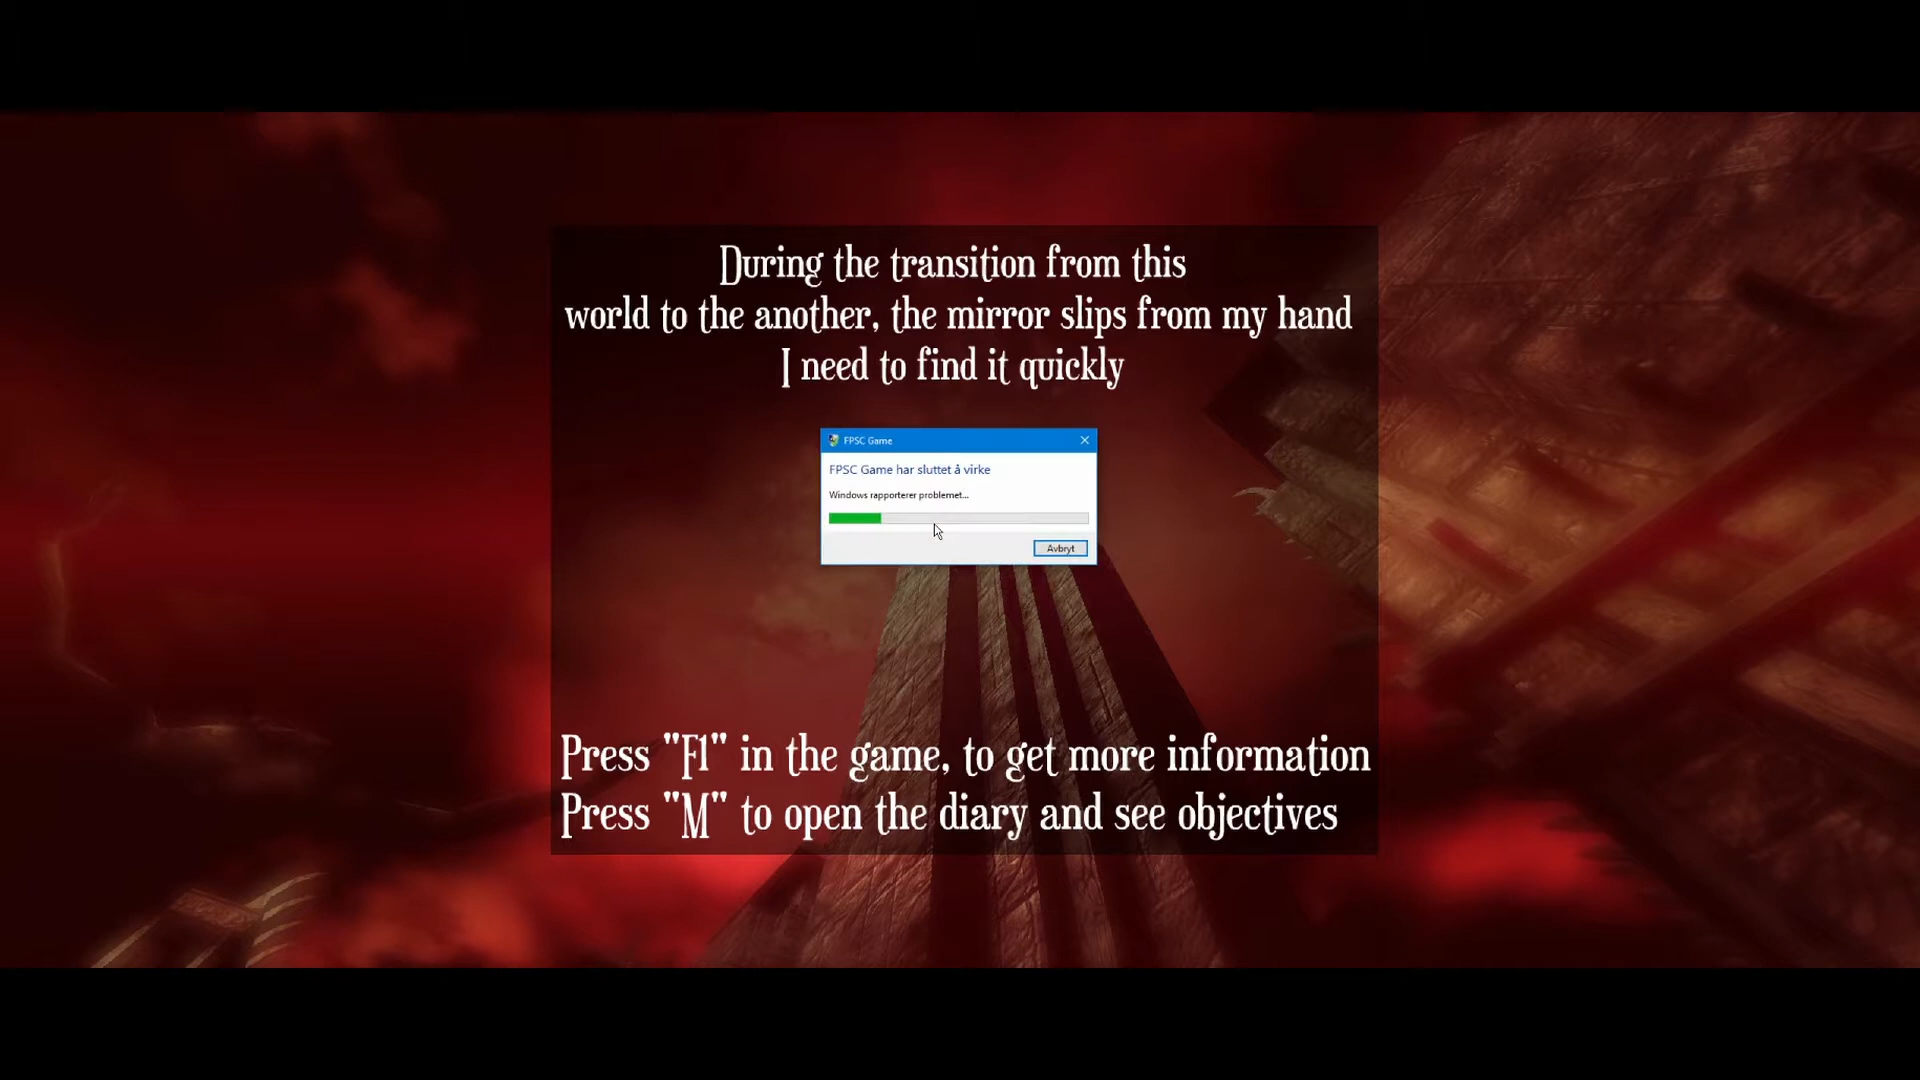 During the transition from this
world to the another, the mirror slips from my hand
I need to find it quickly
FPSC Game
FPSC Game har sluttet å virke
Windows rapporterer problemet...
Avbryt
Press "F1" in the game, to get more information
Press "M" to open the diary and see objectives